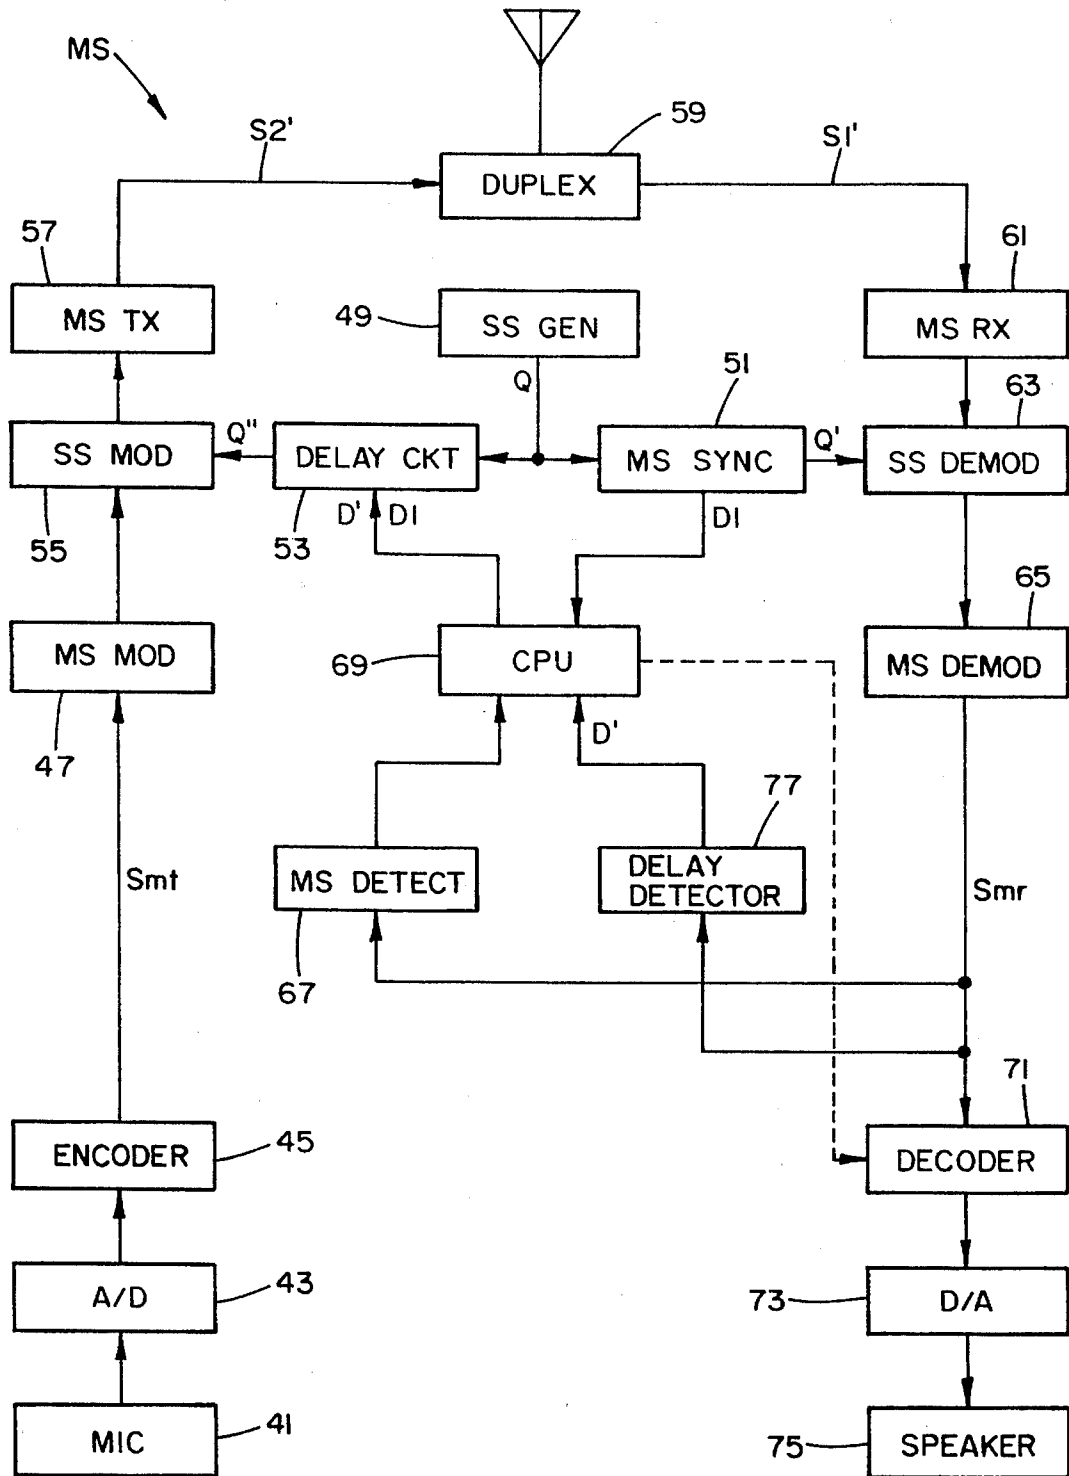 MS
S2'
59
S1'
DUPLEX
57
61
MS TX
49
SS GEN
MS RX
Q
51
63
SS MOD
Q"
DELAY CKT
MS SYNC
Q'
SS DEMOD
55
53
D'
D1
D1
65
MS MOD
69
CPU
MS DEMOD
47
D'
77
Smt
MS DETECT
DELAY
DETECTOR
Smr
67
71
ENCODER
45
DECODER
A/D
43
73
D/A
MIC
41
75
SPEAKER